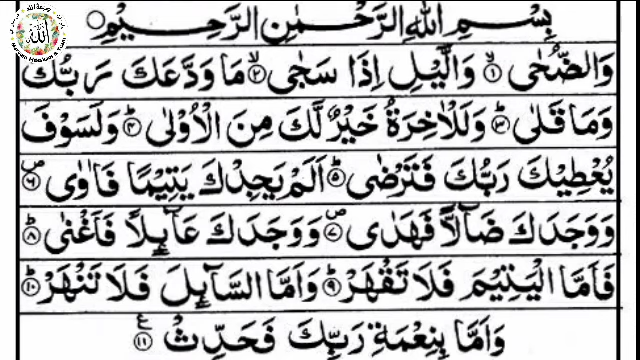 بِسْمِ اللهِ الرَّحْمٰنِ الرَّحِيْمِ
وَالضُّحٰىۙ‏ ﴿۱﴾ وَالَّيْلِ اِذَا سَجٰىۙ‏ ﴿۲﴾ مَا وَدَّعَكَ رَبُّكَ
وَمَا قَلٰىؕ‏ ﴿۳﴾ وَلَلْاٰخِرَةُ خَيْرٌ لَّكَ مِنَ الْاُوْلٰىؕ‏ ﴿۴﴾ وَلَسَوْفَ
يُعْطِيْكَ رَبُّكَ فَتَرْضٰىؕ‏ ﴿۵﴾ اَلَمْ يَجِدْكَ يَتِيْمًا فَاٰوٰى ﴿۶﴾
وَوَجَدَكَ ضَآلًّا فَهَدٰى ﴿۷﴾ وَوَجَدَكَ عَآئِلًا فَاَغْنٰىؕ‏ ﴿۸﴾
فَاَمَّا الْيَتِيْمَ فَلَا تَقْهَرْؕ‏ ﴿۹﴾ وَاَمَّا السَّآئِلَ فَلَا تَنْهَرْؕ‏ ﴿۱۰﴾
وَاَمَّا بِنِعْمَةِ رَبِّكَ فَحَدِّثْ ﴿۱۱﴾